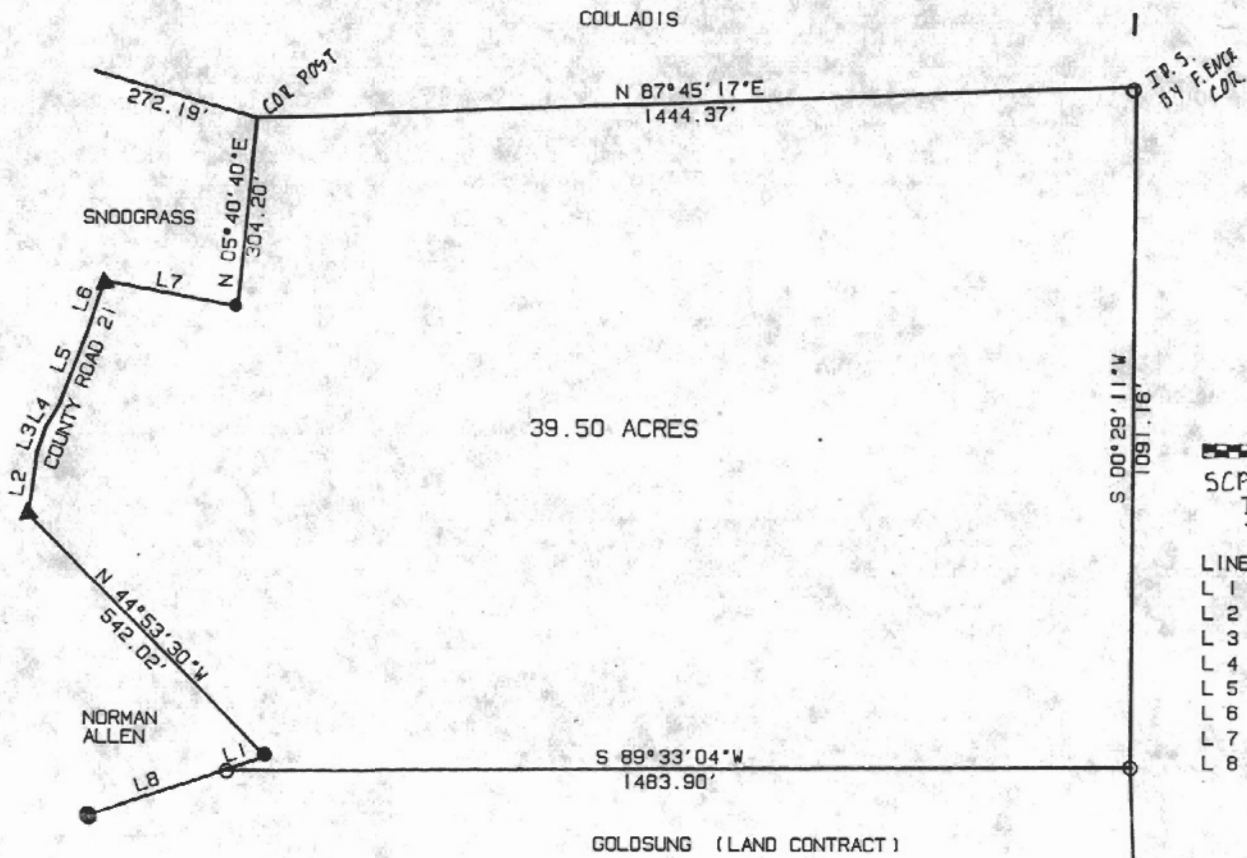 COULADIS
272.19'
COR POST
N 87°45'17"E
1444.37'
I.P. S.
BY FENCE
COR.
SNODGRASS
N 05°40'40"E
304.20'
L7
L6
L5
L4
L3
L2
COUNTY ROAD 21
39.50 ACRES
S 00°29'11"W
1091.16'
N 44°53'30"W
542.02'
NORMAN
ALLEN
L1
L8
S 89°33'04"W
1483.90'
GOLDSUNG (LAND CONTRACT)
LINE
L 1
L 2
L 3
L 4
L 5
L 6
L 7
L 8